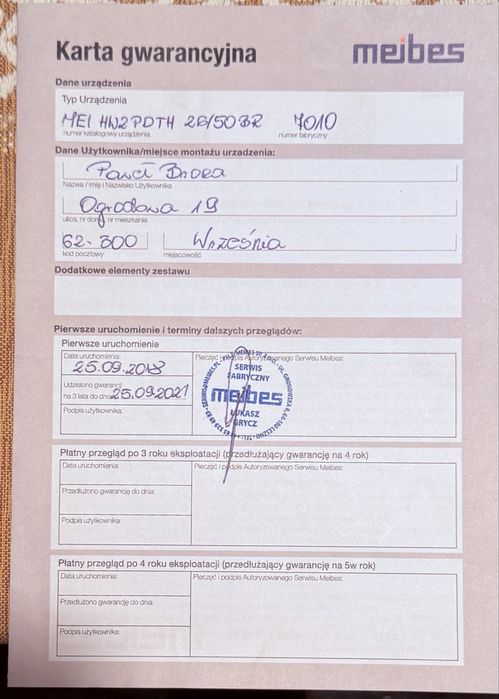 Karta gwarancyjna
meibes
Dane urządzenia
Typ Urządzenia
MEI HW2PDTH 28/50BR 7010
numer katalogowy urządzenia numer fabryczny
Dane Użytkownika/miejsce montażu urzadzenia:
Paweł
Nazwa / Imię i Nazwisko Użytkownika
Ogrodowa 19
ulica, nr domu nr mieszkania
62-300 Września
kod pocztowy miejscowość
Dodatkowe elementy zestawu
Pierwsze uruchomienie i terminy dalszych przeglądów:
Pierwsze uruchomienie
Data uruchomienia: Pieczęć i podpis Autoryzowanego Serwisu Meibes:
25.09.2018
Udzielono gwarancji
na 3 lata do dnia: 25.09.2021
Podpis użytkownika:
SERWIS
FABRYCZNY
meibes
ŁUKASZ
GRYCZ
Płatny przegląd po 3 roku eksploatacji (przedłużający gwarancję na 4 rok)
Data uruchomienia: Pieczęć i podpis Autoryzowanego Serwisu Meibes:
Przedłużono gwarancję do dnia:
Podpis użytkownika:
Płatny przegląd po 4 roku eksploatacji (przedłużający gwarancję na 5w rok)
Data uruchomienia: Pieczęć i podpis Autoryzowanego Serwisu Meibes:
Przedłużono gwarancję do dnia:
Podpis użytkownika: